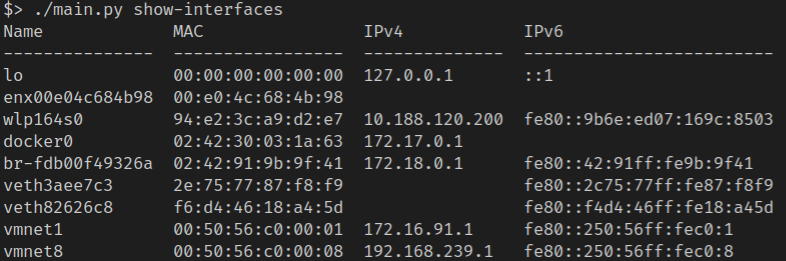 $> ./main.py show-interfaces
Name             MAC                IPv4            IPv6
---------------  -----------------  --------------  -------------------------
lo               00:00:00:00:00:00  127.0.0.1       ::1
enx00e04c684b98  00:e0:4c:68:4b:98
wlp164s0         94:e2:3c:a9:d2:e7  10.188.120.200  fe80::9b6e:ed07:169c:8503
docker0          02:42:30:03:1a:63  172.17.0.1
br-fdb00f49326a  02:42:91:9b:9f:41  172.18.0.1      fe80::42:91ff:fe9b:9f41
veth3aee7c3      2e:75:77:87:f8:f9                  fe80::2c75:77ff:fe87:f8f9
veth82626c8      f6:d4:46:18:a4:5d                  fe80::f4d4:46ff:fe18:a45d
vmnet1           00:50:56:c0:00:01  172.16.91.1     fe80::250:56ff:fec0:1
vmnet8           00:50:56:c0:00:08  192.168.239.1   fe80::250:56ff:fec0:8